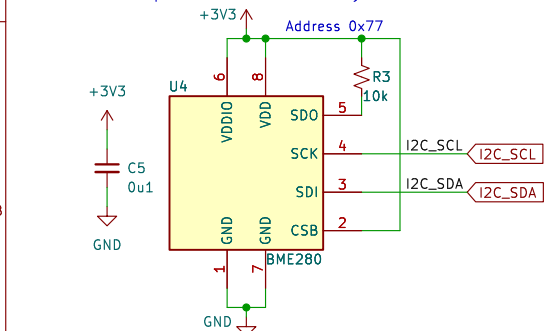 +3V3
Address 0x77
U4
6
8
R3
10k
+3V3
VDDIO
VDD
SDO
5
SCK
4
I2C_SCL
I2C_SCL
C5
0u1
SDI
3
I2C_SDA
I2C_SDA
GND
GND
GND
CSB
2
BME280
1
7
GND